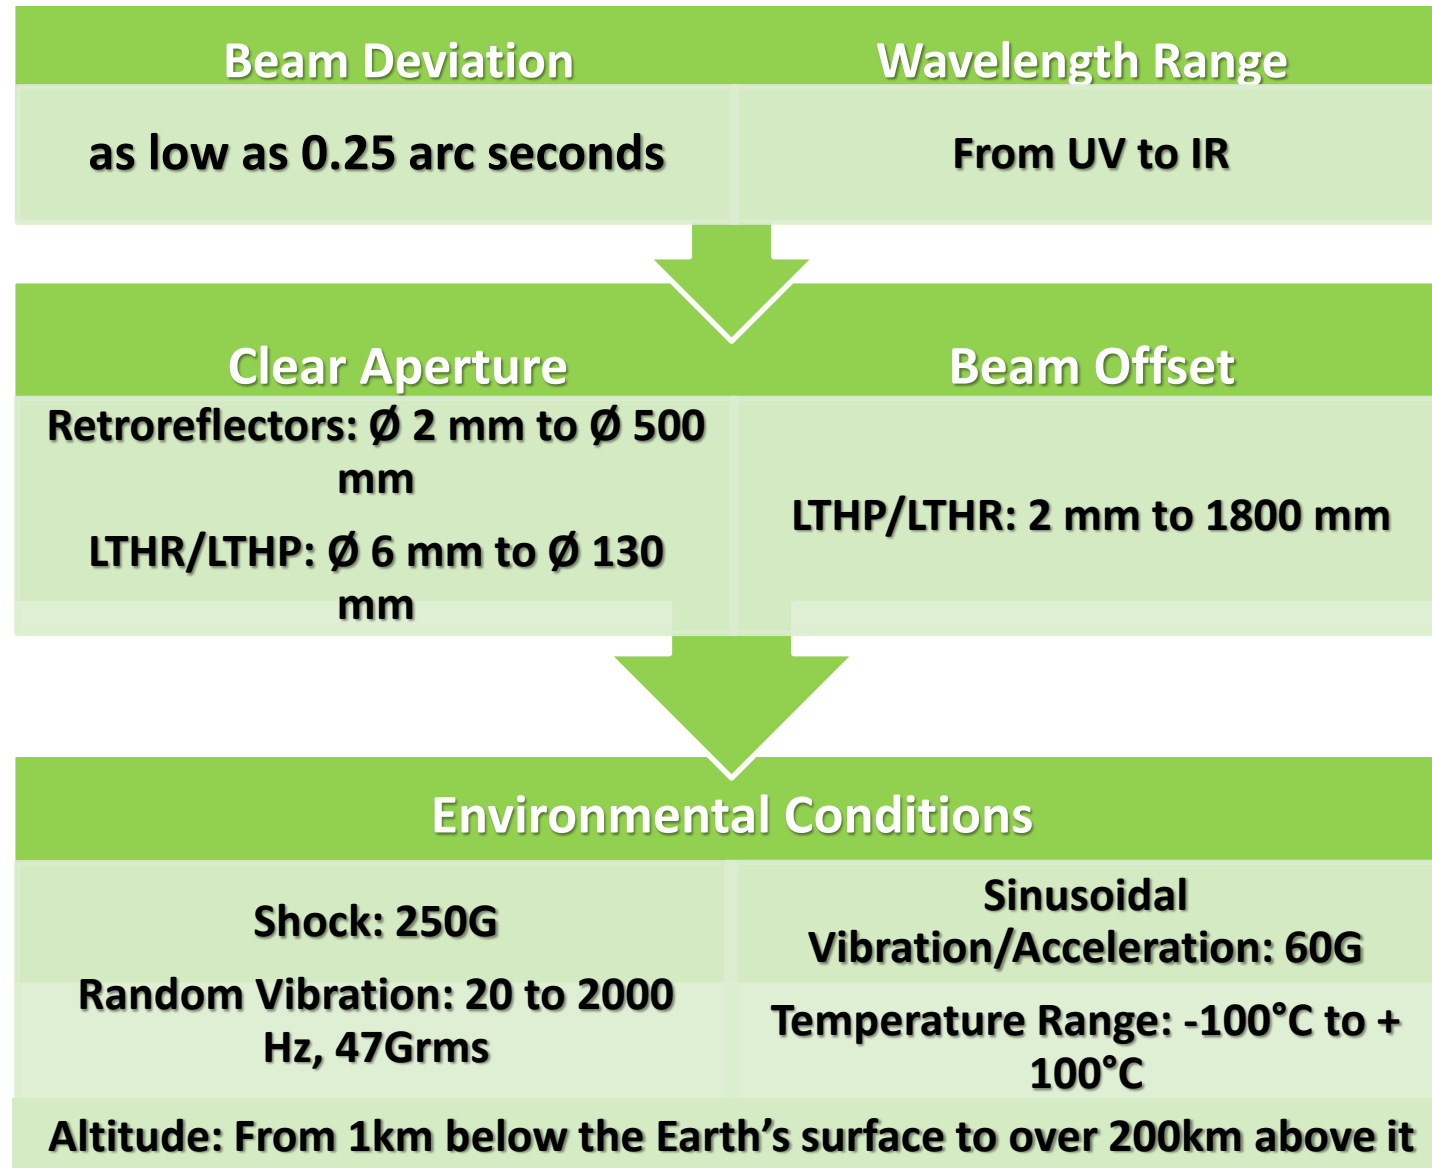 Beam Deviation
Wavelength Range
as low as 0.25 arc seconds
From UV to IR
Clear Aperture
Beam Offset
Retroreflectors: Ø 2 mm to Ø 500
mm
LTHR/LTHP: Ø 6 mm to Ø 130
mm
LTHP/LTHR: 2 mm to 1800 mm
Environmental Conditions
Shock: 250G
Random Vibration: 20 to 2000
Hz, 47Grms
Sinusoidal
Vibration/Acceleration: 60G
Temperature Range: -100°C to +
100°C
Altitude: From 1km below the Earth’s surface to over 200km above it